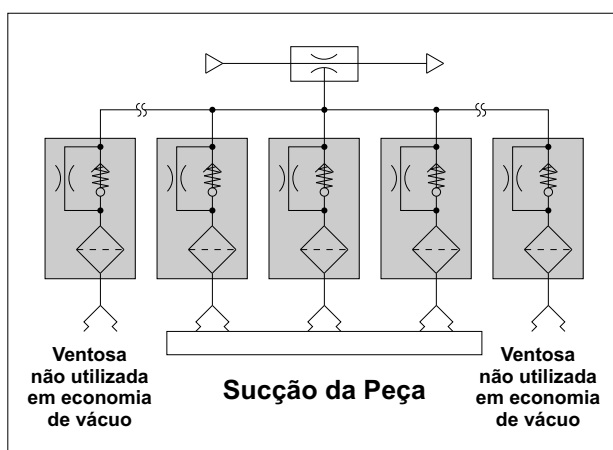 Ventosa
não utilizada
em economia
de vácuo
Sucção da Peça
Ventosa
não utilizada
em economia
de vácuo